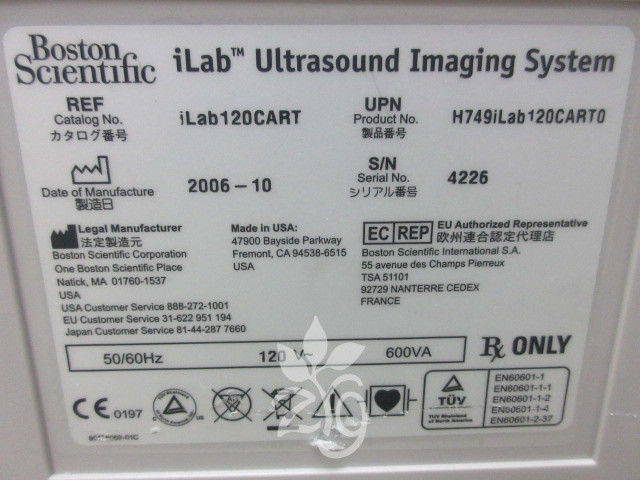 Boston
Scientific
iLab™ Ultrasound Imaging System
REF
Catalog No.
カタログ番号
iLab120CART
UPN
Product No.
製品番号
H749iLab120CART0
Date of Manufacture
製造日
2006-10
S/N
Serial No.
シリアル番号
4226
Legal Manufacturer
法定製造元
Boston Scientific Corporation
One Boston Scientific Place
Natick, MA 01760-1537
USA
USA Customer Service 888-272-1001
EU Customer Service 31-622 951 194
Japan Customer Service 81-44-287 7660
Made in USA:
47900 Bayside Parkway
Fremont, CA 94538-6515
USA
EC REP
EU Authorized Representative
欧州連合認定代理店
Boston Scientific International S.A.
55 avenue des Champs Pierreux
TSA 51101
92729 NANTERRE CEDEX
FRANCE
50/60Hz 120 V~ 600VA
Rx ONLY
CE 0197
US
TÜV
TUV Rheinland
of North America
EN60601-1
EN60601-1-1
EN60601-1-2
EN60601-1-4
EN60601-2-37
zig